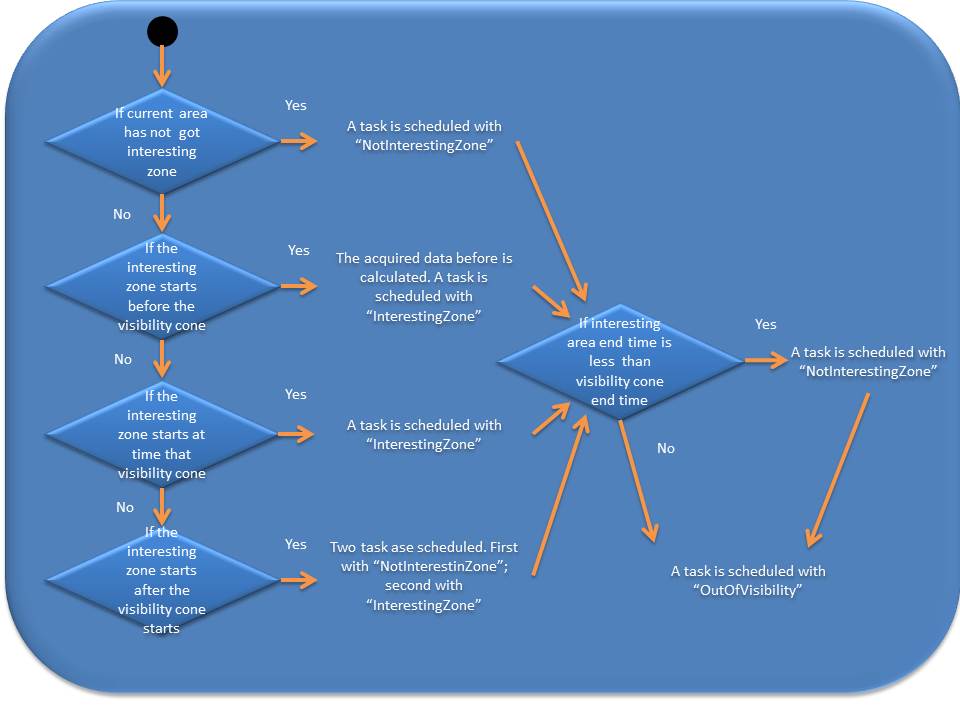 If current area
has not got
interesting
zone
Yes
A task is scheduled with
“NotInterestingZone”
No
If the
interesting
zone starts
before the
visibility cone
Yes
The acquired data before is
calculated. A task is
scheduled with
“InterestingZone”
No
If the
interesting
zone starts at
time that
visibility cone
Yes
A task is scheduled with
“InterestingZone”
No
If the
interesting
zone starts
after the
visibility cone
starts
Yes
Two task ase scheduled. First
with “NotInterestinZone”;
second with
“InterestingZone”
If interesting
area end time is
less than
visibility cone
end time
Yes
A task is scheduled with
“NotInterestingZone”
No
A task is scheduled with
“OutOfVisibility”